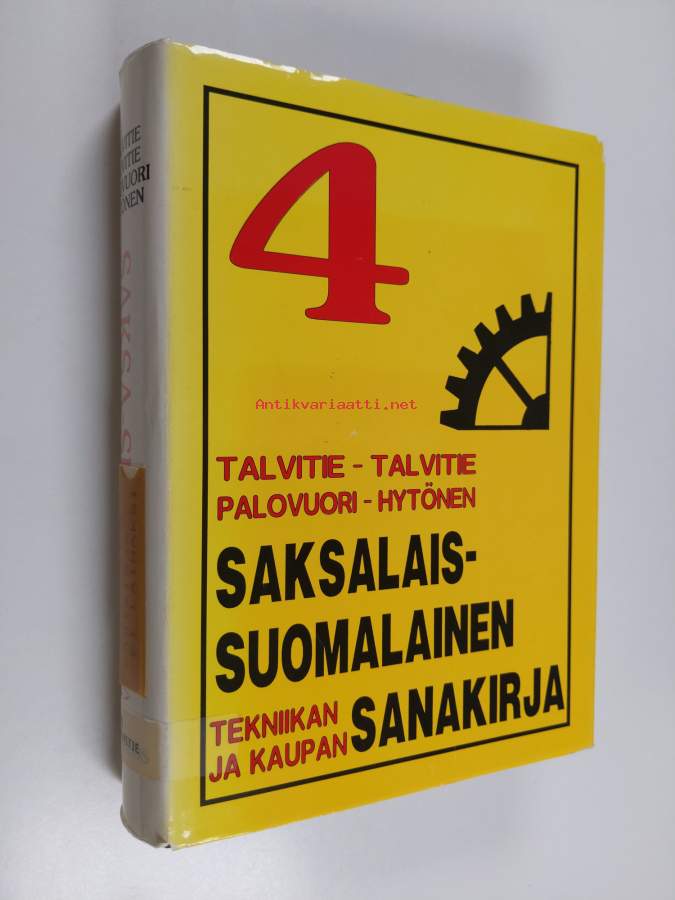 4
Antikvariaatti.net
TALVITIE - TALVITIE
PALOVUORI - HYTÖNEN
SAKSALAIS-
SUOMALAINEN
TEKNIIKAN
JA KAUPAN
SANAKIRJA